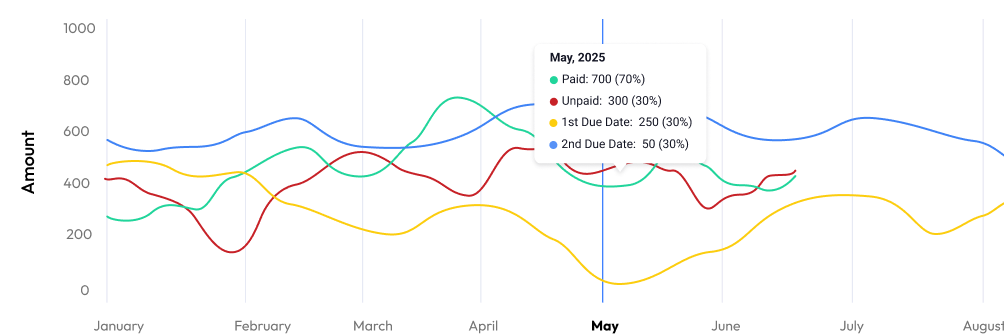 1000
800
600
400
200
0
Amount
May, 2025
Paid: 700 (70%)
Unpaid: 300 (30%)
1st Due Date: 250 (30%)
2nd Due Date: 50 (30%)
January February March April May June July August